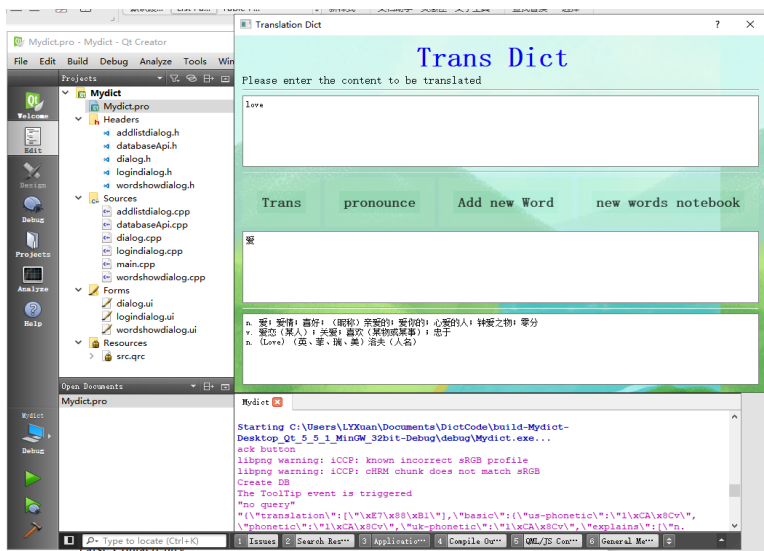 Translation Dict
? ×
Mydict.pro - Mydict - Qt Creator
File Edit Build Debug Analyze Tools Win
Projects
Welcome
Edit
Design
Debug
Projects
Analyze
Help
Mydict
Debug
Mydict
Mydict.pro
Headers
addlistdialog.h
databaseApi.h
dialog.h
logindialog.h
wordshowdialog.h
Sources
addlistdialog.cpp
databaseApi.cpp
dialog.cpp
logindialog.cpp
main.cpp
wordshowdialog.cpp
Forms
dialog.ui
logindialog.ui
wordshowdialog.ui
Resources
src.qrc
Open Documents
Mydict.pro
Trans Dict
Please enter the content to be translated
love
Trans pronounce Add new Word new words notebook
爱
n. 爱；爱情；喜好；（昵称）亲爱的；爱你的；心爱的人；钟爱之物；零分
v. 爱恋（某人）；关爱；喜欢（某物或某事）；忠于
n. (Love)（英、菲、瑞、美）洛夫（人名）
Mydict
Starting C:\Users\LYXuan\Documents\DictCode\build-Mydict-
Desktop_Qt_5_5_1_MinGW_32bit-Debug\debug\Mydict.exe...
ack button
libpng warning: iCCP: known incorrect sRGB profile
libpng warning: iCCP: cHRM chunk does not match sRGB
Create DB
The ToolTip event is triggered
"no query"
"{\"translation\":[\"\xE7\x88\xB1\"],\"basic\":{\"us-phonetic\":\"l\xCA\x8Cv\",
\"phonetic\":\"l\xCA\x8Cv\",\"uk-phonetic\":\"l\xCA\x8Cv\",\"explains\":[\"n.
Type to locate (Ctrl+K) 1 Issues 2 Search Res… 3 Applicatio… 4 Compile Ou… 5 QML/JS Con… 6 General Me…